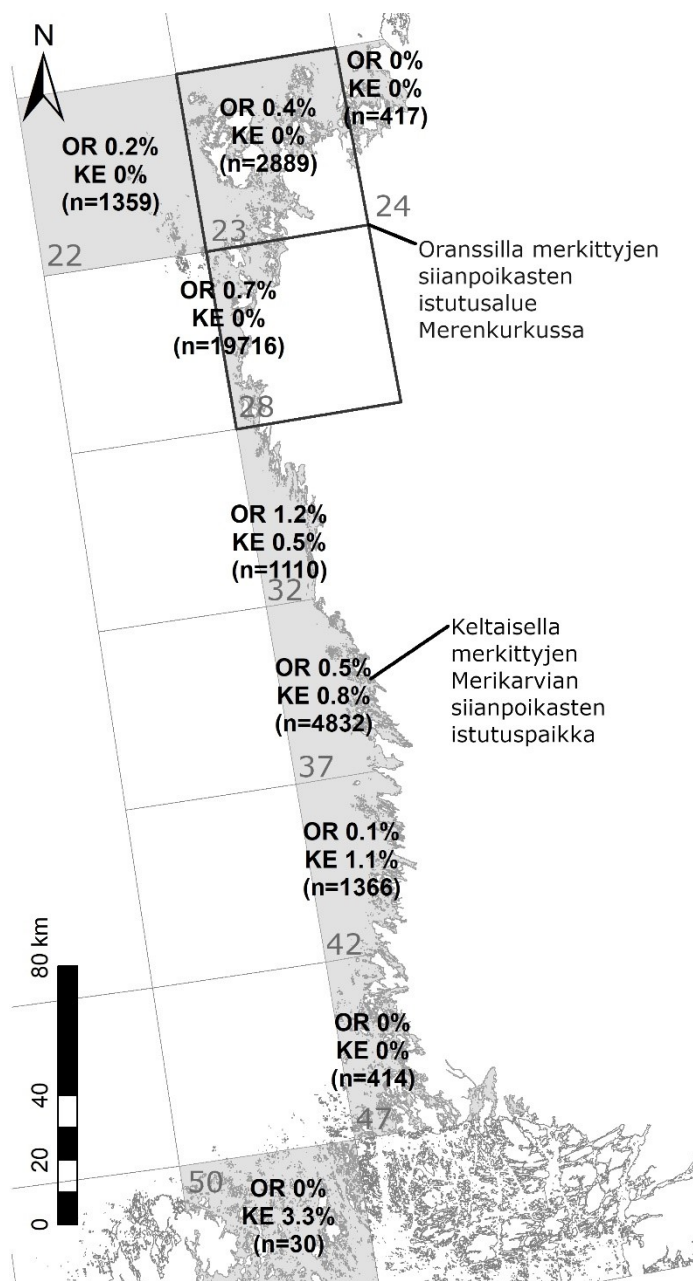 N
OR 0%
KE 0%
(n=417)
24
OR 0.4%
KE 0%
(n=2889)
23
OR 0.2%
KE 0%
(n=1359)
22
Oranssilla merkittyjen
siianpoikasten
istutusalue
Merenkurkussa
OR 0.7%
KE 0%
(n=19716)
28
OR 1.2%
KE 0.5%
(n=1110)
32
Keltaisella
merkittyjen
Merikarvian
siianpoikasten
istutuspaikka
OR 0.5%
KE 0.8%
(n=4832)
37
OR 0.1%
KE 1.1%
(n=1366)
42
OR 0%
KE 0%
(n=414)
47
50
OR 0%
KE 3.3%
(n=30)
80 km
40
20
0